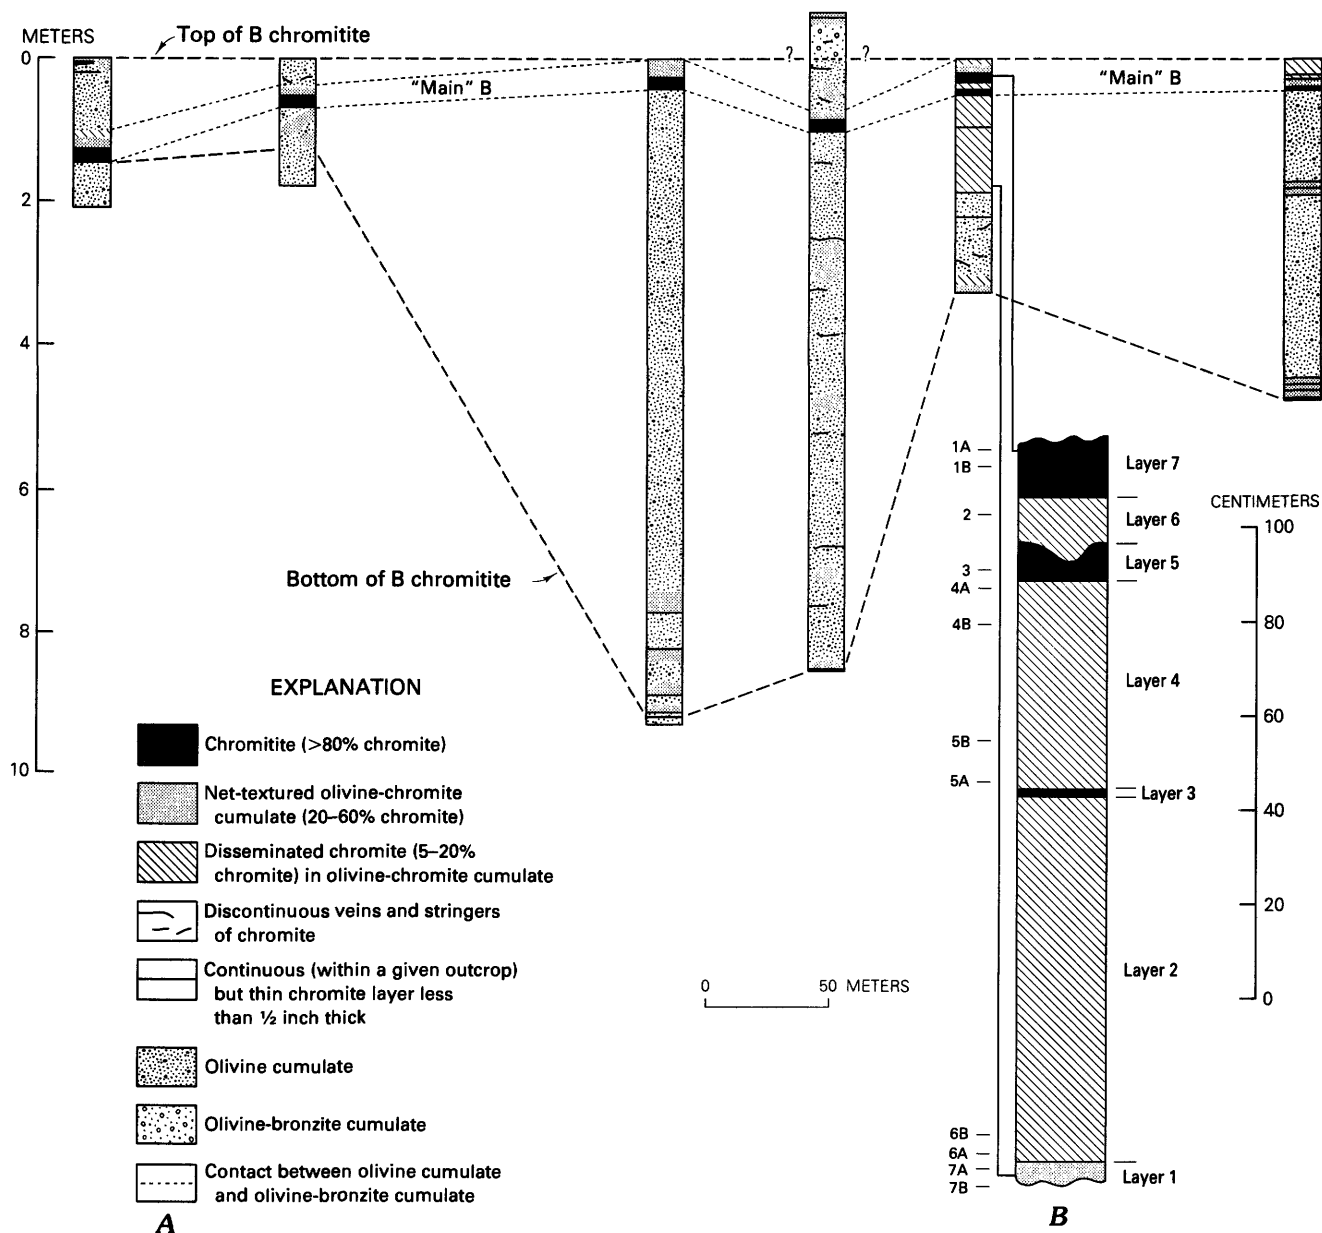 METERS
Top of B chromitite
0
2
4
6
8
10
"Main" B
?
?
"Main" B
Bottom of B chromitite
EXPLANATION
Chromitite (>80% chromite)
Net-textured olivine-chromite
cumulate (20–60% chromite)
Disseminated chromite (5–20%
chromite) in olivine-chromite cumulate
Discontinuous veins and stringers
of chromite
Continuous (within a given outcrop)
but thin chromite layer less
than ½ inch thick
Olivine cumulate
Olivine-bronzite cumulate
Contact between olivine cumulate
and olivine-bronzite cumulate
A
0 50 METERS
1A
1B
2
3
4A
4B
5B
5A
6B
6A
7A
7B
Layer 7
Layer 6
Layer 5
Layer 4
Layer 3
Layer 2
Layer 1
CENTIMETERS
100
80
60
40
20
0
B